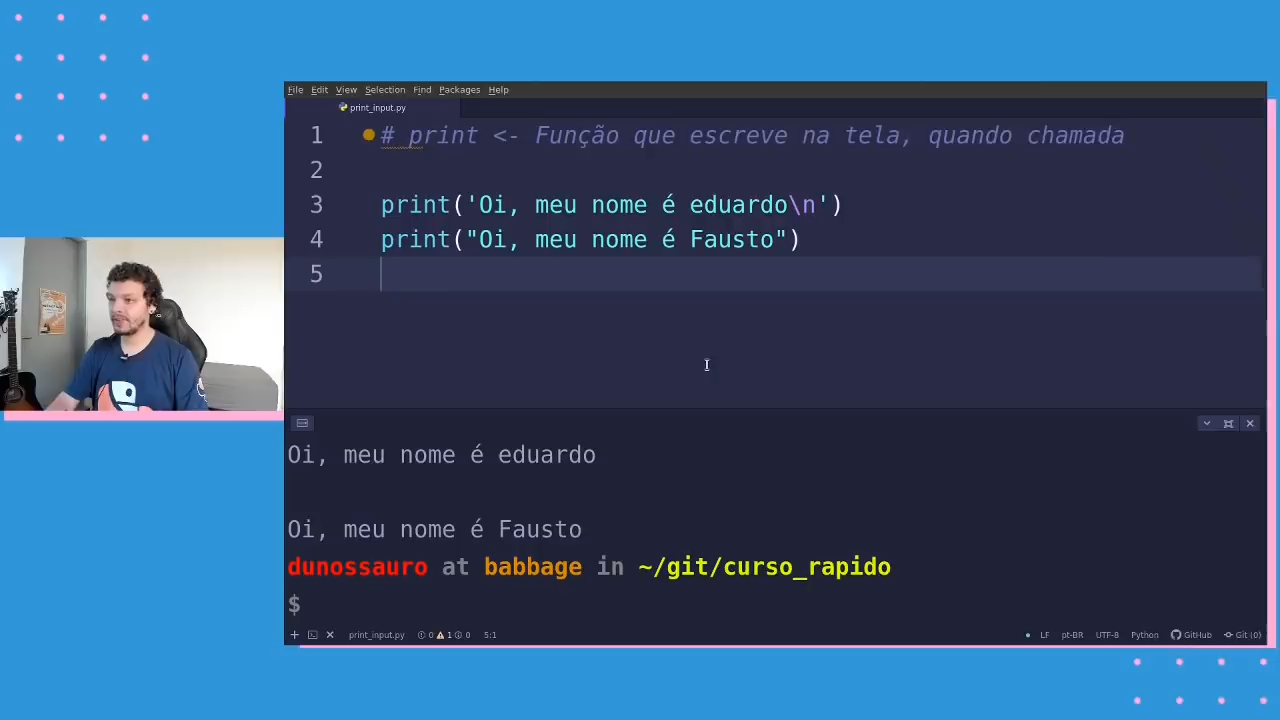 File Edit View Selection Find Packages Help
print_input.py
1 # print <- Função que escreve na tela, quando chamada
2
3 print('Oi, meu nome é eduardo\n')
4 print("Oi, meu nome é Fausto")
5
Oi, meu nome é eduardo
Oi, meu nome é Fausto
dunossauro at babbage in ~/git/curso_rapido
$
print_input.py 0 1 0 5:1 LF pt-BR UTF-8 Python GitHub Git (0)